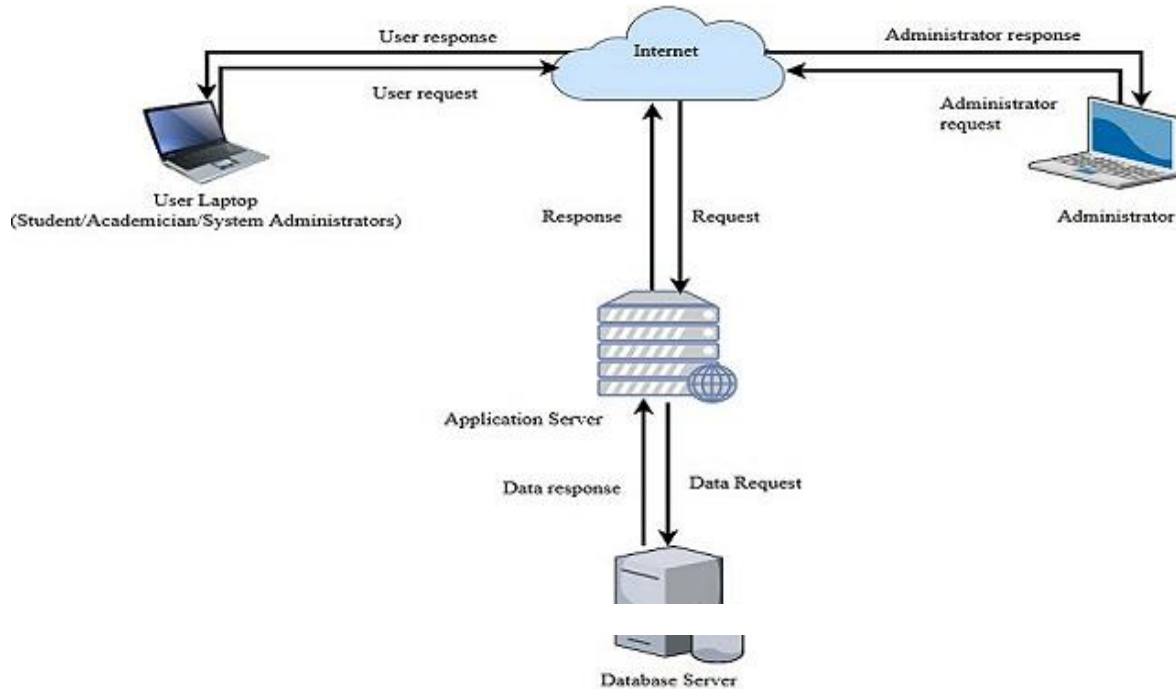 User response
Internet
Administrator response
User request
Administrator
request
User Laptop
(Student/Academician/System Administrators)
Administrator
Response
Request
Application Server
Data response
Data Request
Database Server